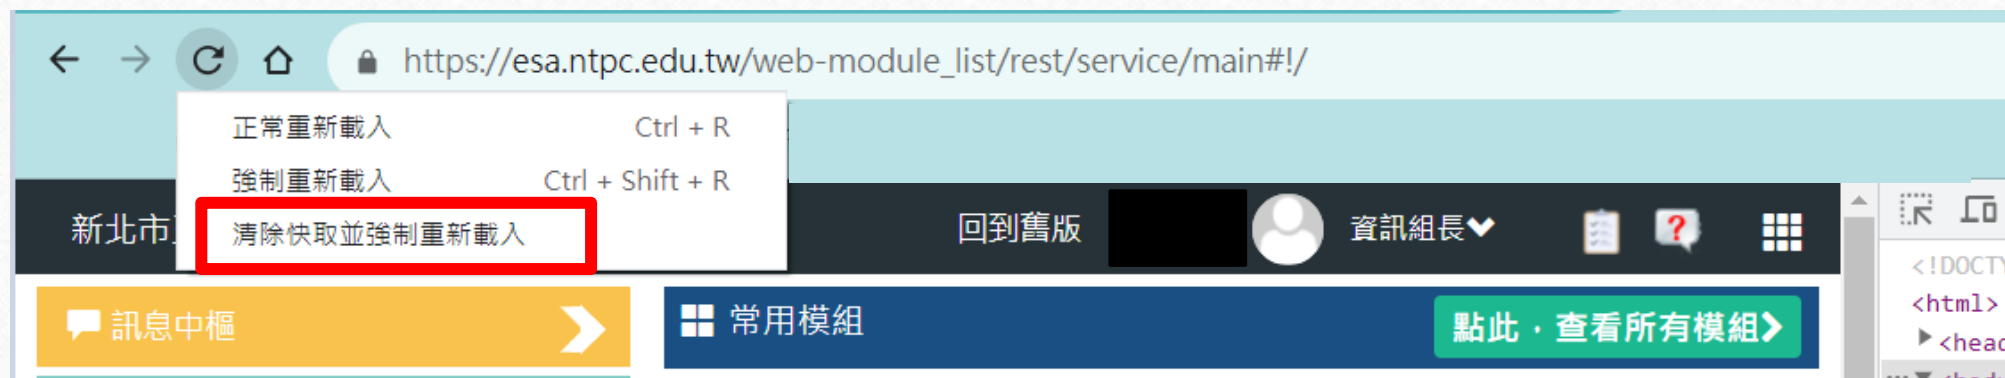 https://esa.ntpc.edu.tw/web-module_list/rest/service/main#!/
正常重新載入 Ctrl + R
強制重新載入 Ctrl + Shift + R
清除快取並強制重新載入
新北市
回到舊版 資訊組長
訊息中樞
常用模組
點此，查看所有模組
<!DOCTY
<html>
<head